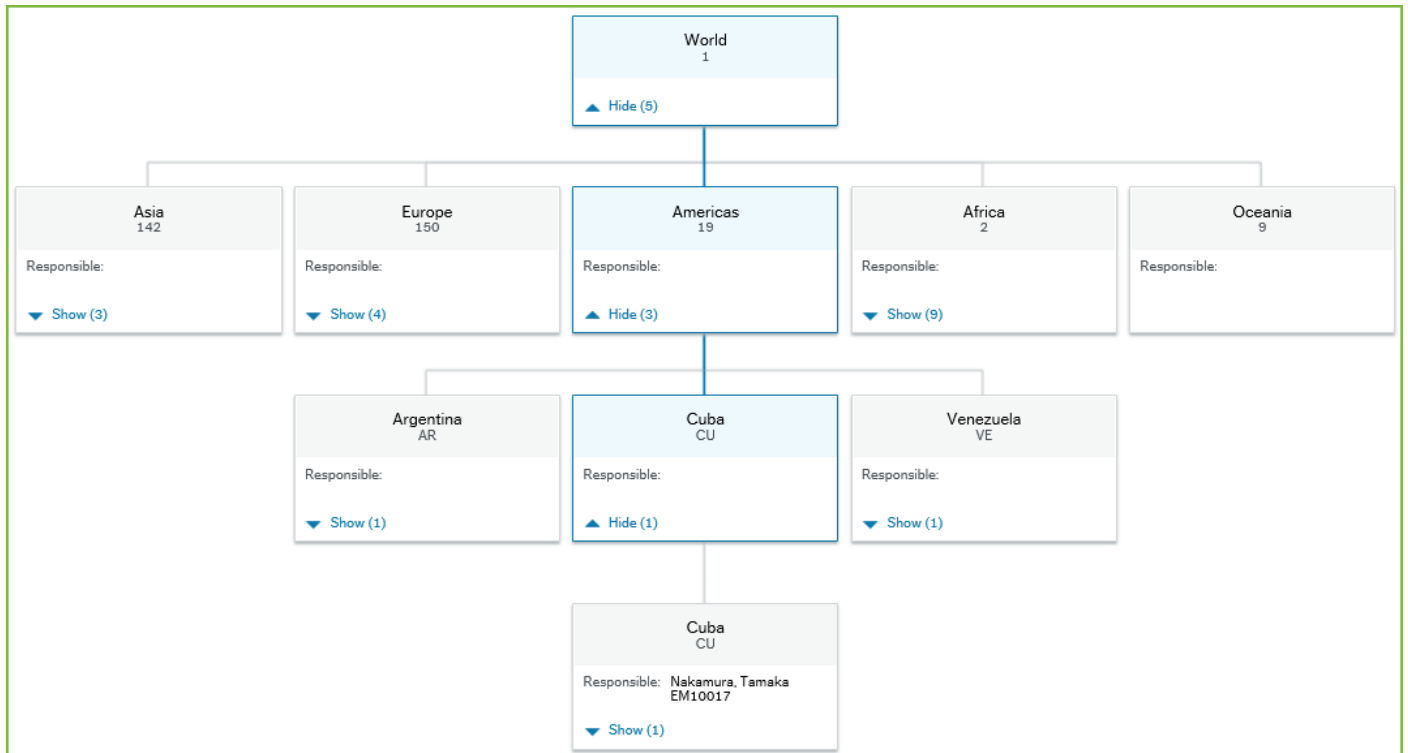 World
1
Hide (5)
Asia
142
Responsible:
Show (3)
Europe
150
Responsible:
Show (4)
Americas
19
Responsible:
Hide (3)
Africa
2
Responsible:
Show (9)
Oceania
9
Responsible:
Argentina
AR
Responsible:
Show (1)
Cuba
CU
Responsible:
Hide (1)
Venezuela
VE
Responsible:
Show (1)
Cuba
CU
Responsible: Nakamura, Tamaka
EM10017
Show (1)